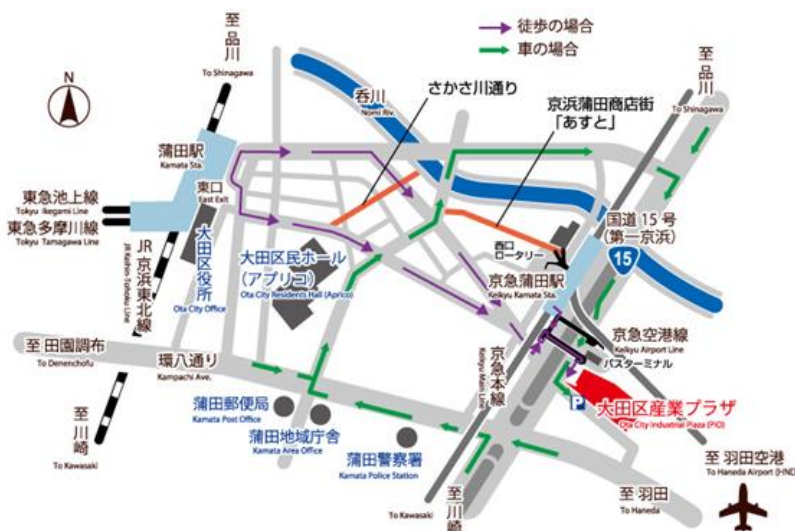 徒歩の場合
車の場合
至 品川
To Shinagawa
至 品川
To Shinagawa
N
呑川
Nomi Riv.
さかさ川通り
京浜蒲田商店街
「あすと」
蒲田駅
Kamata Sta.
東口
East Exit
東急池上線
Tokyu Ikegami Line
東急多摩川線
Tokyu Tamagawa Line
JR 京浜東北線
JR Keihin-Tohoku Line
大田区役所
Ota City Office
大田区民ホール
（アプリコ）
Ota City Residents Hall (Aprico)
西口
ロータリー
京急蒲田駅
Keikyu Kamata Sta.
国道 15 号
（第一京浜）
15
京急空港線
Keikyu Airport Line
バスターミナル
至 田園調布
To Denenchofu
環八通り
Kampachi Ave.
京急本線
Keikyu Main Line
P
大田区産業プラザ
Ota City Industrial Plaza (PiO)
蒲田郵便局
Kamata Post Office
蒲田地域庁舎
Kamata Area Office
蒲田警察署
Kamata Police Station
至 川崎
To Kawasaki
至 川崎
To Kawasaki
至 羽田
To Haneda
至 羽田空港
To Haneda Airport (HND)